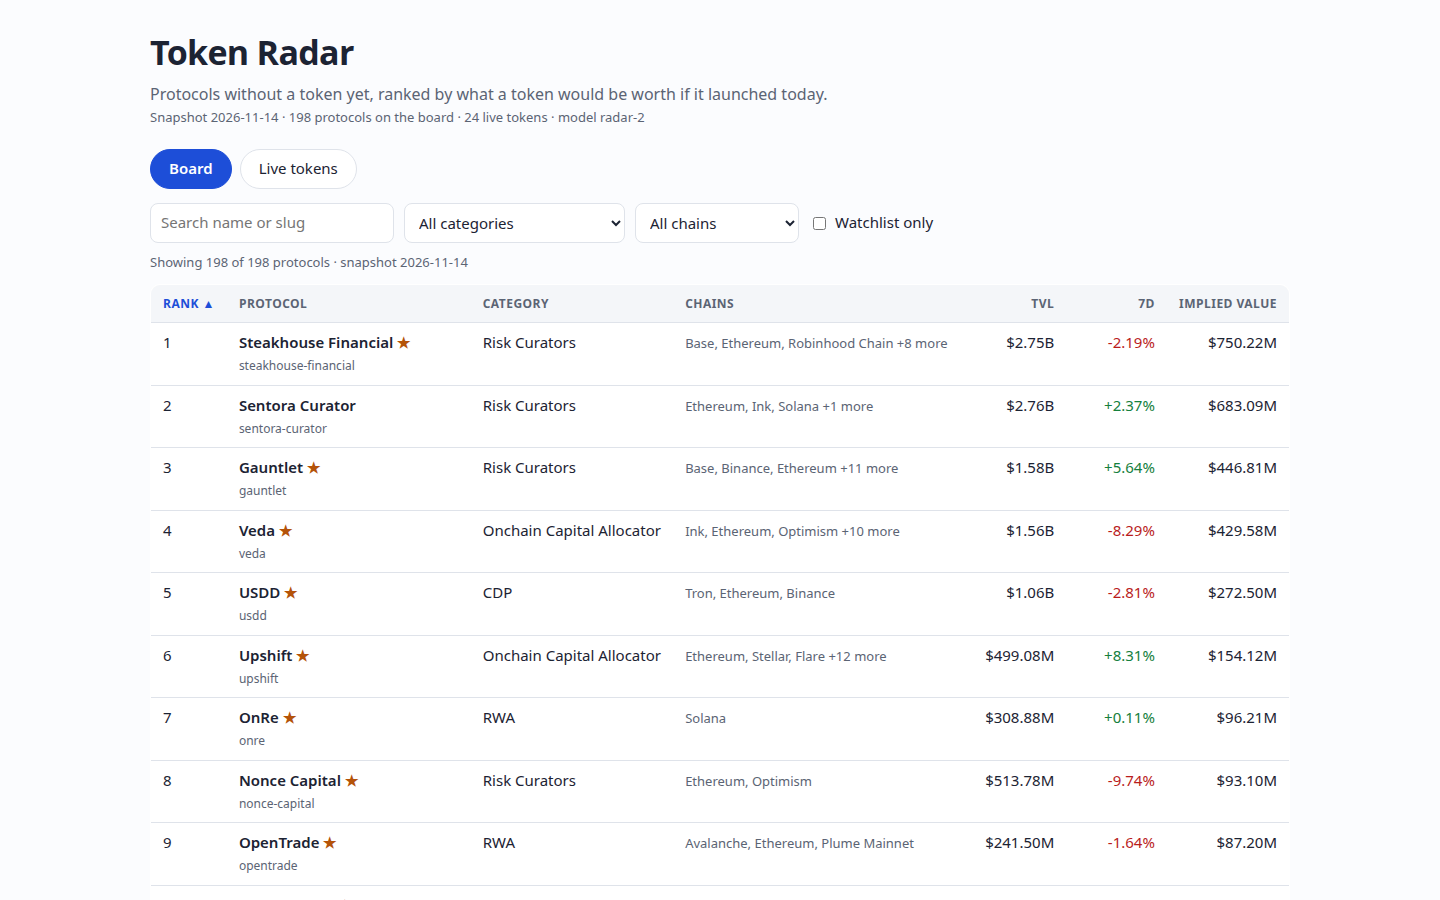 Token Radar
Protocols without a token yet, ranked by what a token would be worth if it launched today.
Snapshot 2026-11-14 · 198 protocols on the board · 24 live tokens · model radar-2
Board Live tokens
Search name or slug All categories All chains Watchlist only
Showing 198 of 198 protocols · snapshot 2026-11-14
RANK ▲ PROTOCOL CATEGORY CHAINS TVL 7D IMPLIED VALUE
1 Steakhouse Financial ★ Risk Curators Base, Ethereum, Robinhood Chain +8 more $2.75B -2.19% $750.22M
steakhouse-financial
2 Sentora Curator Risk Curators Ethereum, Ink, Solana +1 more $2.76B +2.37% $683.09M
sentora-curator
3 Gauntlet ★ Risk Curators Base, Binance, Ethereum +11 more $1.58B +5.64% $446.81M
gauntlet
4 Veda ★ Onchain Capital Allocator Ink, Ethereum, Optimism +10 more $1.56B -8.29% $429.58M
veda
5 USDD ★ CDP Tron, Ethereum, Binance $1.06B -2.81% $272.50M
usdd
6 Upshift ★ Onchain Capital Allocator Ethereum, Stellar, Flare +12 more $499.08M +8.31% $154.12M
upshift
7 OnRe ★ RWA Solana $308.88M +0.11% $96.21M
onre
8 Nonce Capital ★ Risk Curators Ethereum, Optimism $513.78M -9.74% $93.10M
nonce-capital
9 OpenTrade ★ RWA Avalanche, Ethereum, Plume Mainnet $241.50M -1.64% $87.20M
opentrade